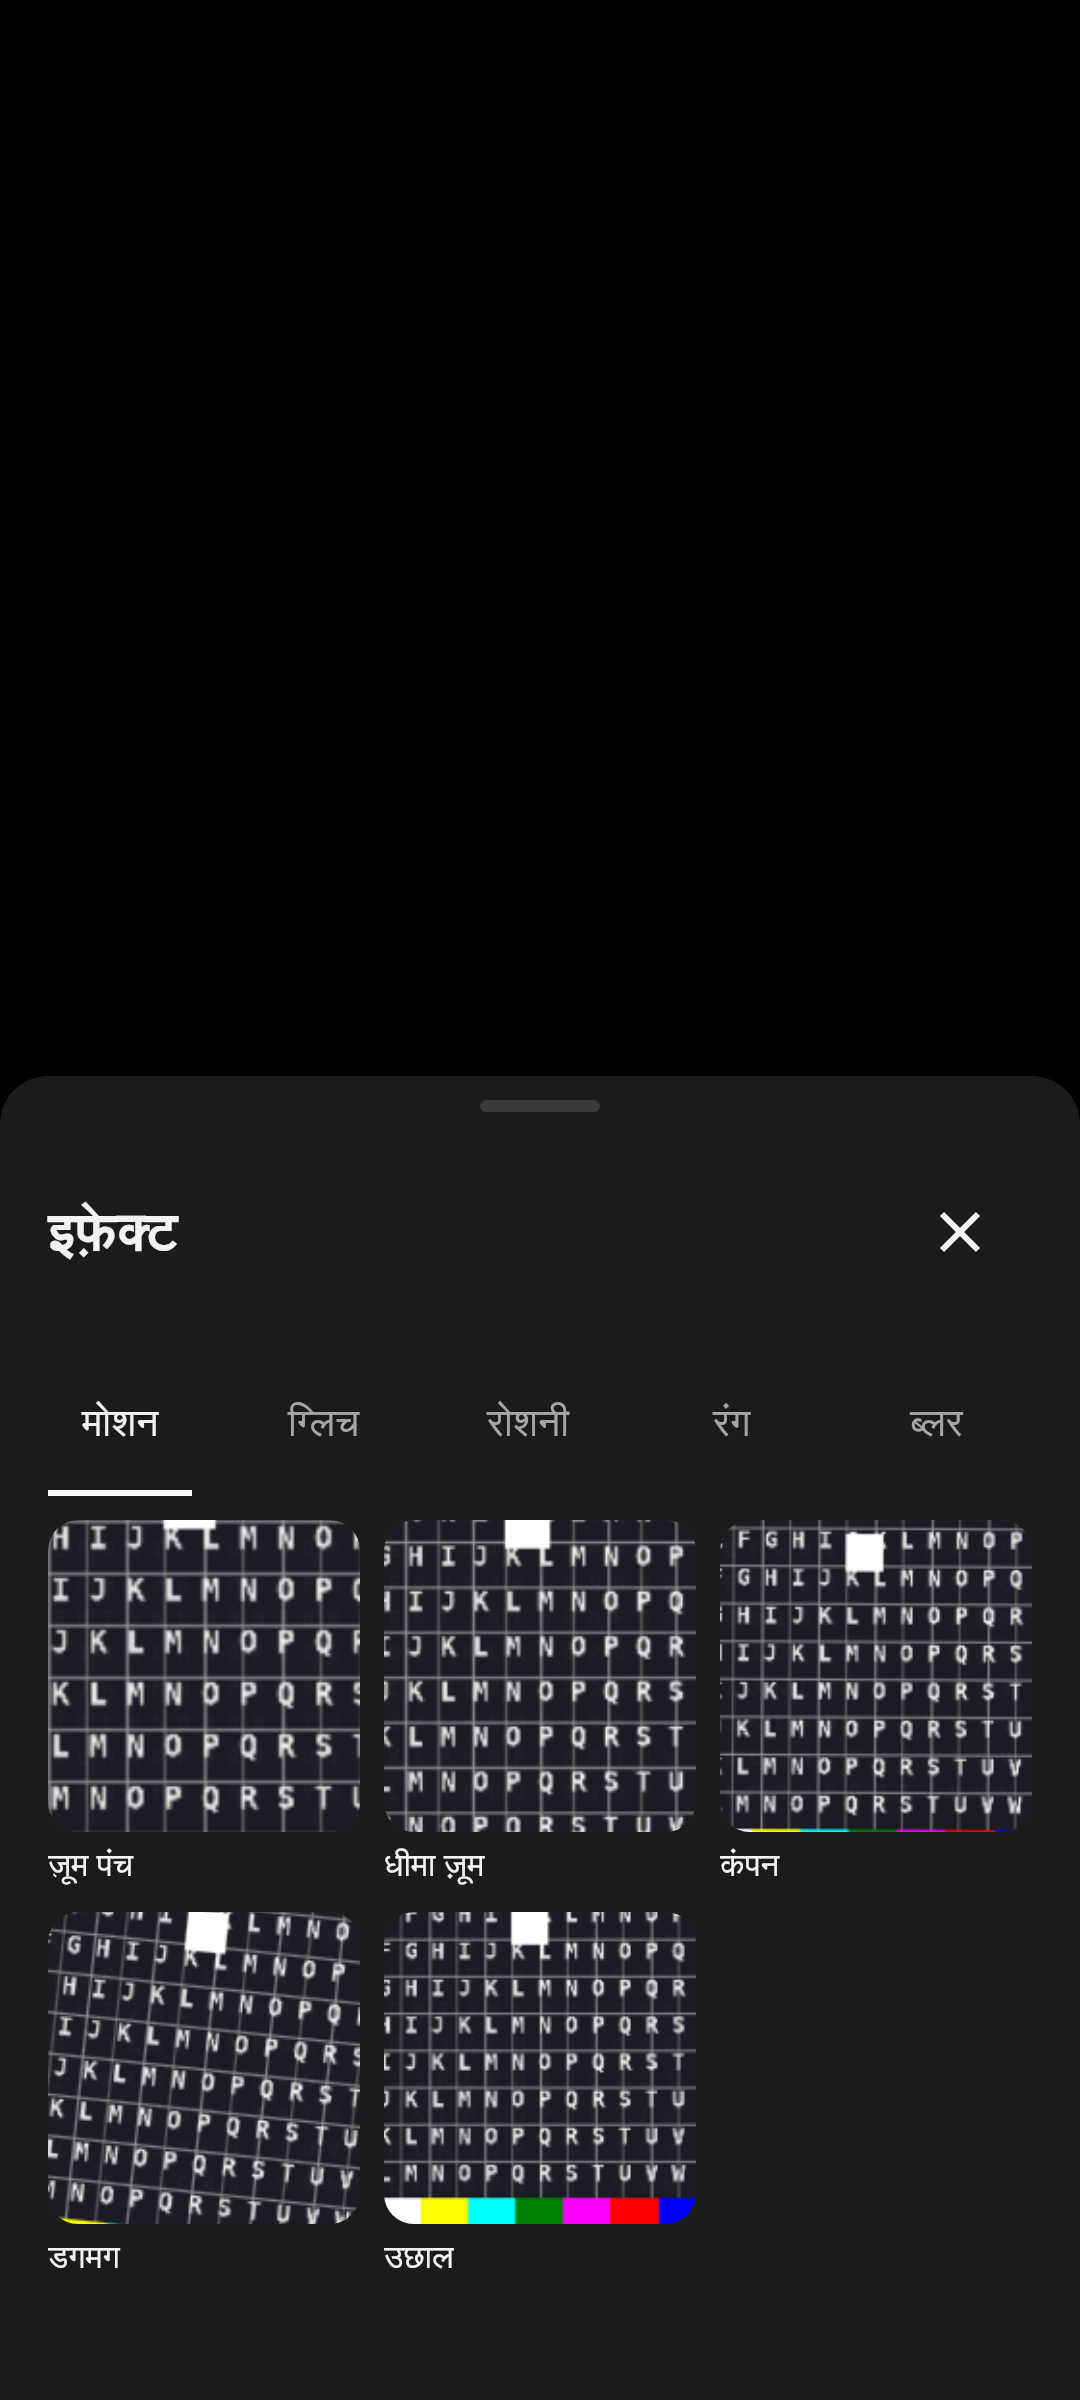 इफ़ेक्ट
मोशन ग्लिच रोशनी रंग ब्लर
H I J K L M N O
I J K L M N O P
J K L M N O P Q
K L M N O P Q R
L M N O P Q R S
M N O P Q R S T
ज़ूम पंच
H I J K L M N O P
I J K L M N O P Q
J K L M N O P Q R
K L M N O P Q R S
L M N O P Q R S T
M N O P Q R S T U
N O P Q R S T U V
धीमा ज़ूम
F G H I L M N O P
G H I J K L M N O P Q
H I J K L M N O P Q R
I J K L M N O P Q R S
J K L M N O P Q R S T
K L M N O P Q R S T U
L M N O P Q R S T U V
M N O P Q R S T U V W
कंपन
L M N O
G H I J K L M N O P
H I J K L M N O P Q
I J K L M N O P Q R
J K L M N O P Q R S T
K L M N O P Q R S T U
L M N O P Q R S T U V
N O P Q R S T U V
डगमग
G H I J K L M N O P Q
H I J K L M N O P Q R
I J K L M N O P Q R S
J K L M N O P Q R S T
K L M N O P Q R S T U
L M N O P Q R S T U V
M N O P Q R S T U V W
उछाल